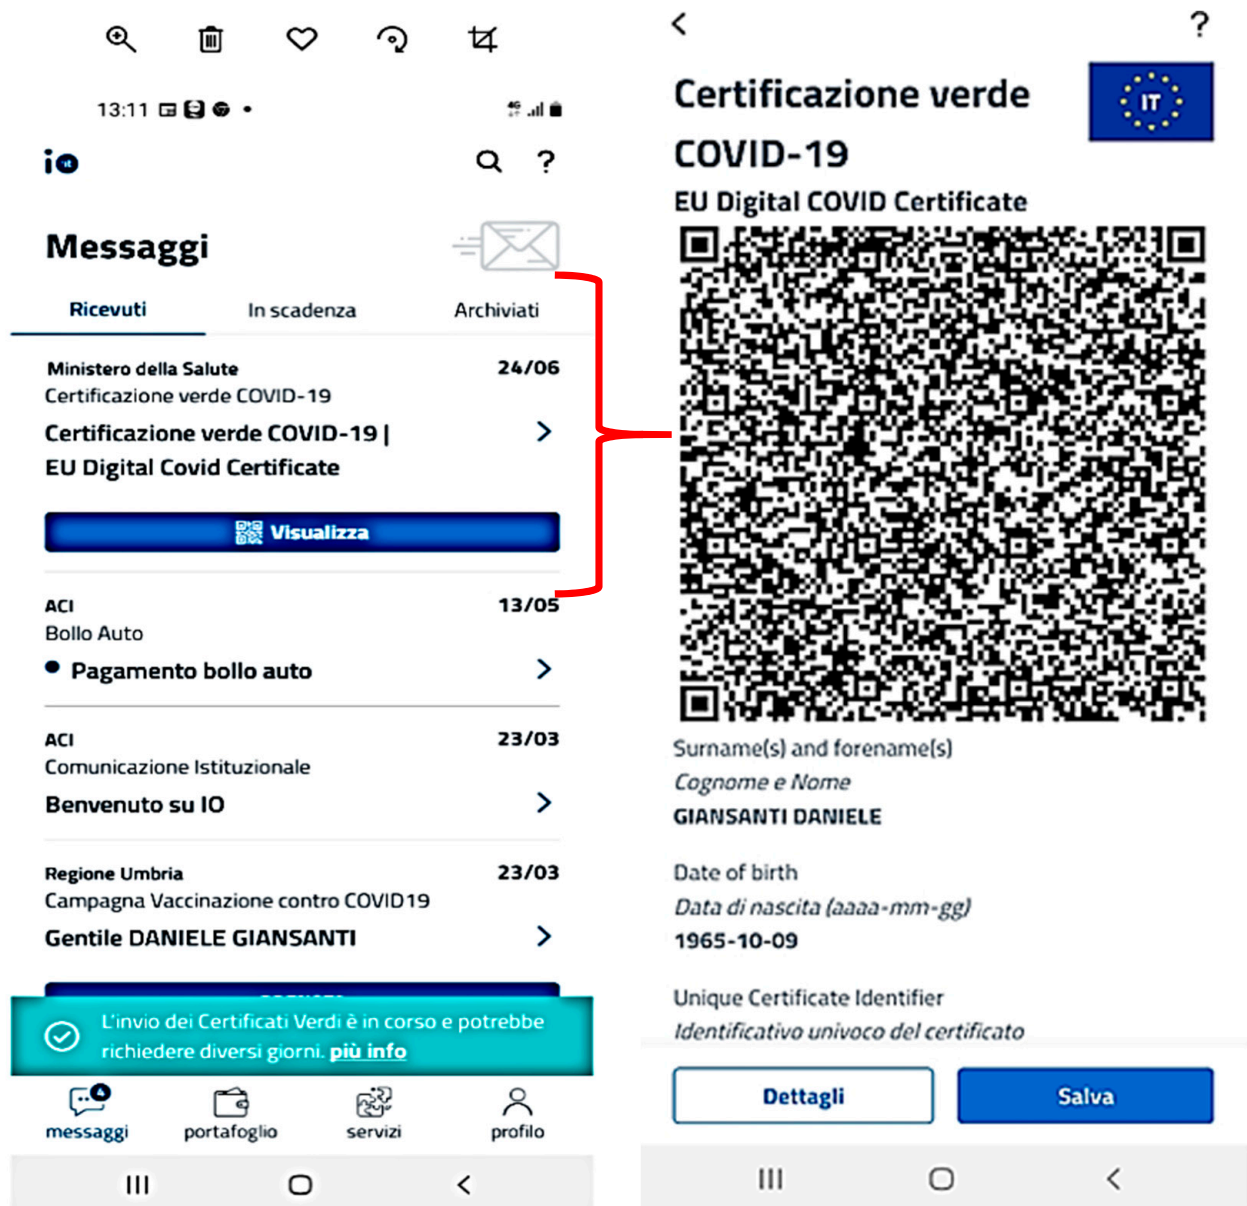 13:11
4G
io
Messaggi
Ricevuti
In scadenza
Archiviati
Ministero della Salute
24/06
Certificazione verde COVID-19
Certificazione verde COVID-19 |
EU Digital Covid Certificate
Visualizza
ACI
13/05
Bollo Auto
Pagamento bollo auto
ACI
23/03
Comunicazione Istituzionale
Benvenuto su IO
Regione Umbria
23/03
Campagna Vaccinazione contro COVID19
Gentile DANIELE GIANSANTI
L'invio dei Certificati Verdi è in corso e potrebbe
richiedere diversi giorni. più info
4
messaggi
portafoglio
servizi
profilo
?
Certificazione verde
COVID-19
IT
EU Digital COVID Certificate
Surname(s) and forename(s)
Cognome e Nome
GIANSANTI DANIELE
Date of birth
Data di nascita (aaaa-mm-gg)
1965-10-09
Unique Certificate Identifier
Identificativo univoco del certificato
Dettagli
Salva